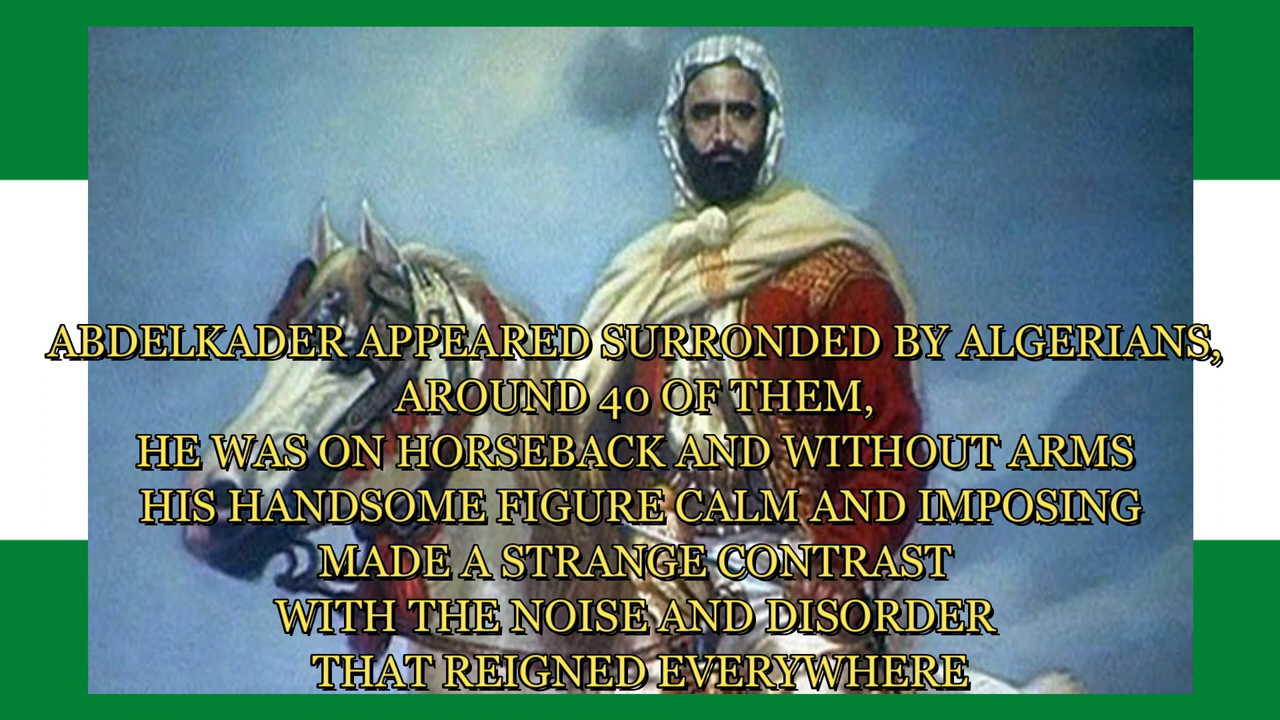 ABDELKADER APPEARED SURRONDED BY ALGERIANS,
AROUND 40 OF THEM,
HE WAS ON HORSEBACK AND WITHOUT ARMS
HIS HANDSOME FIGURE CALM AND IMPOSING
MADE A STRANGE CONTRAST
WITH THE NOISE AND DISORDER
THAT REIGNED EVERYWHERE